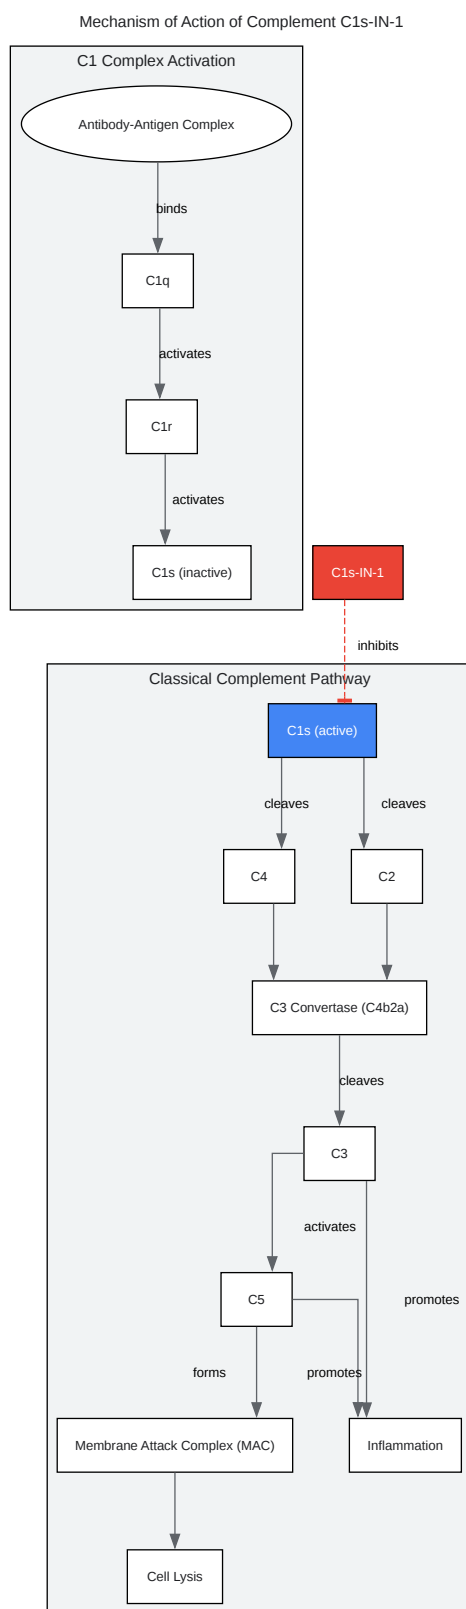 Mechanism of Action of Complement C1s-IN-1
C1 Complex Activation
Antibody-Antigen Complex
binds
C1q
activates
C1r
activates
C1s (inactive)
C1s-IN-1
inhibits
Classical Complement Pathway
C1s (active)
cleaves
cleaves
C4
C2
C3 Convertase (C4b2a)
cleaves
C3
activates
C5
promotes
forms
promotes
Membrane Attack Complex (MAC)
Inflammation
Cell Lysis